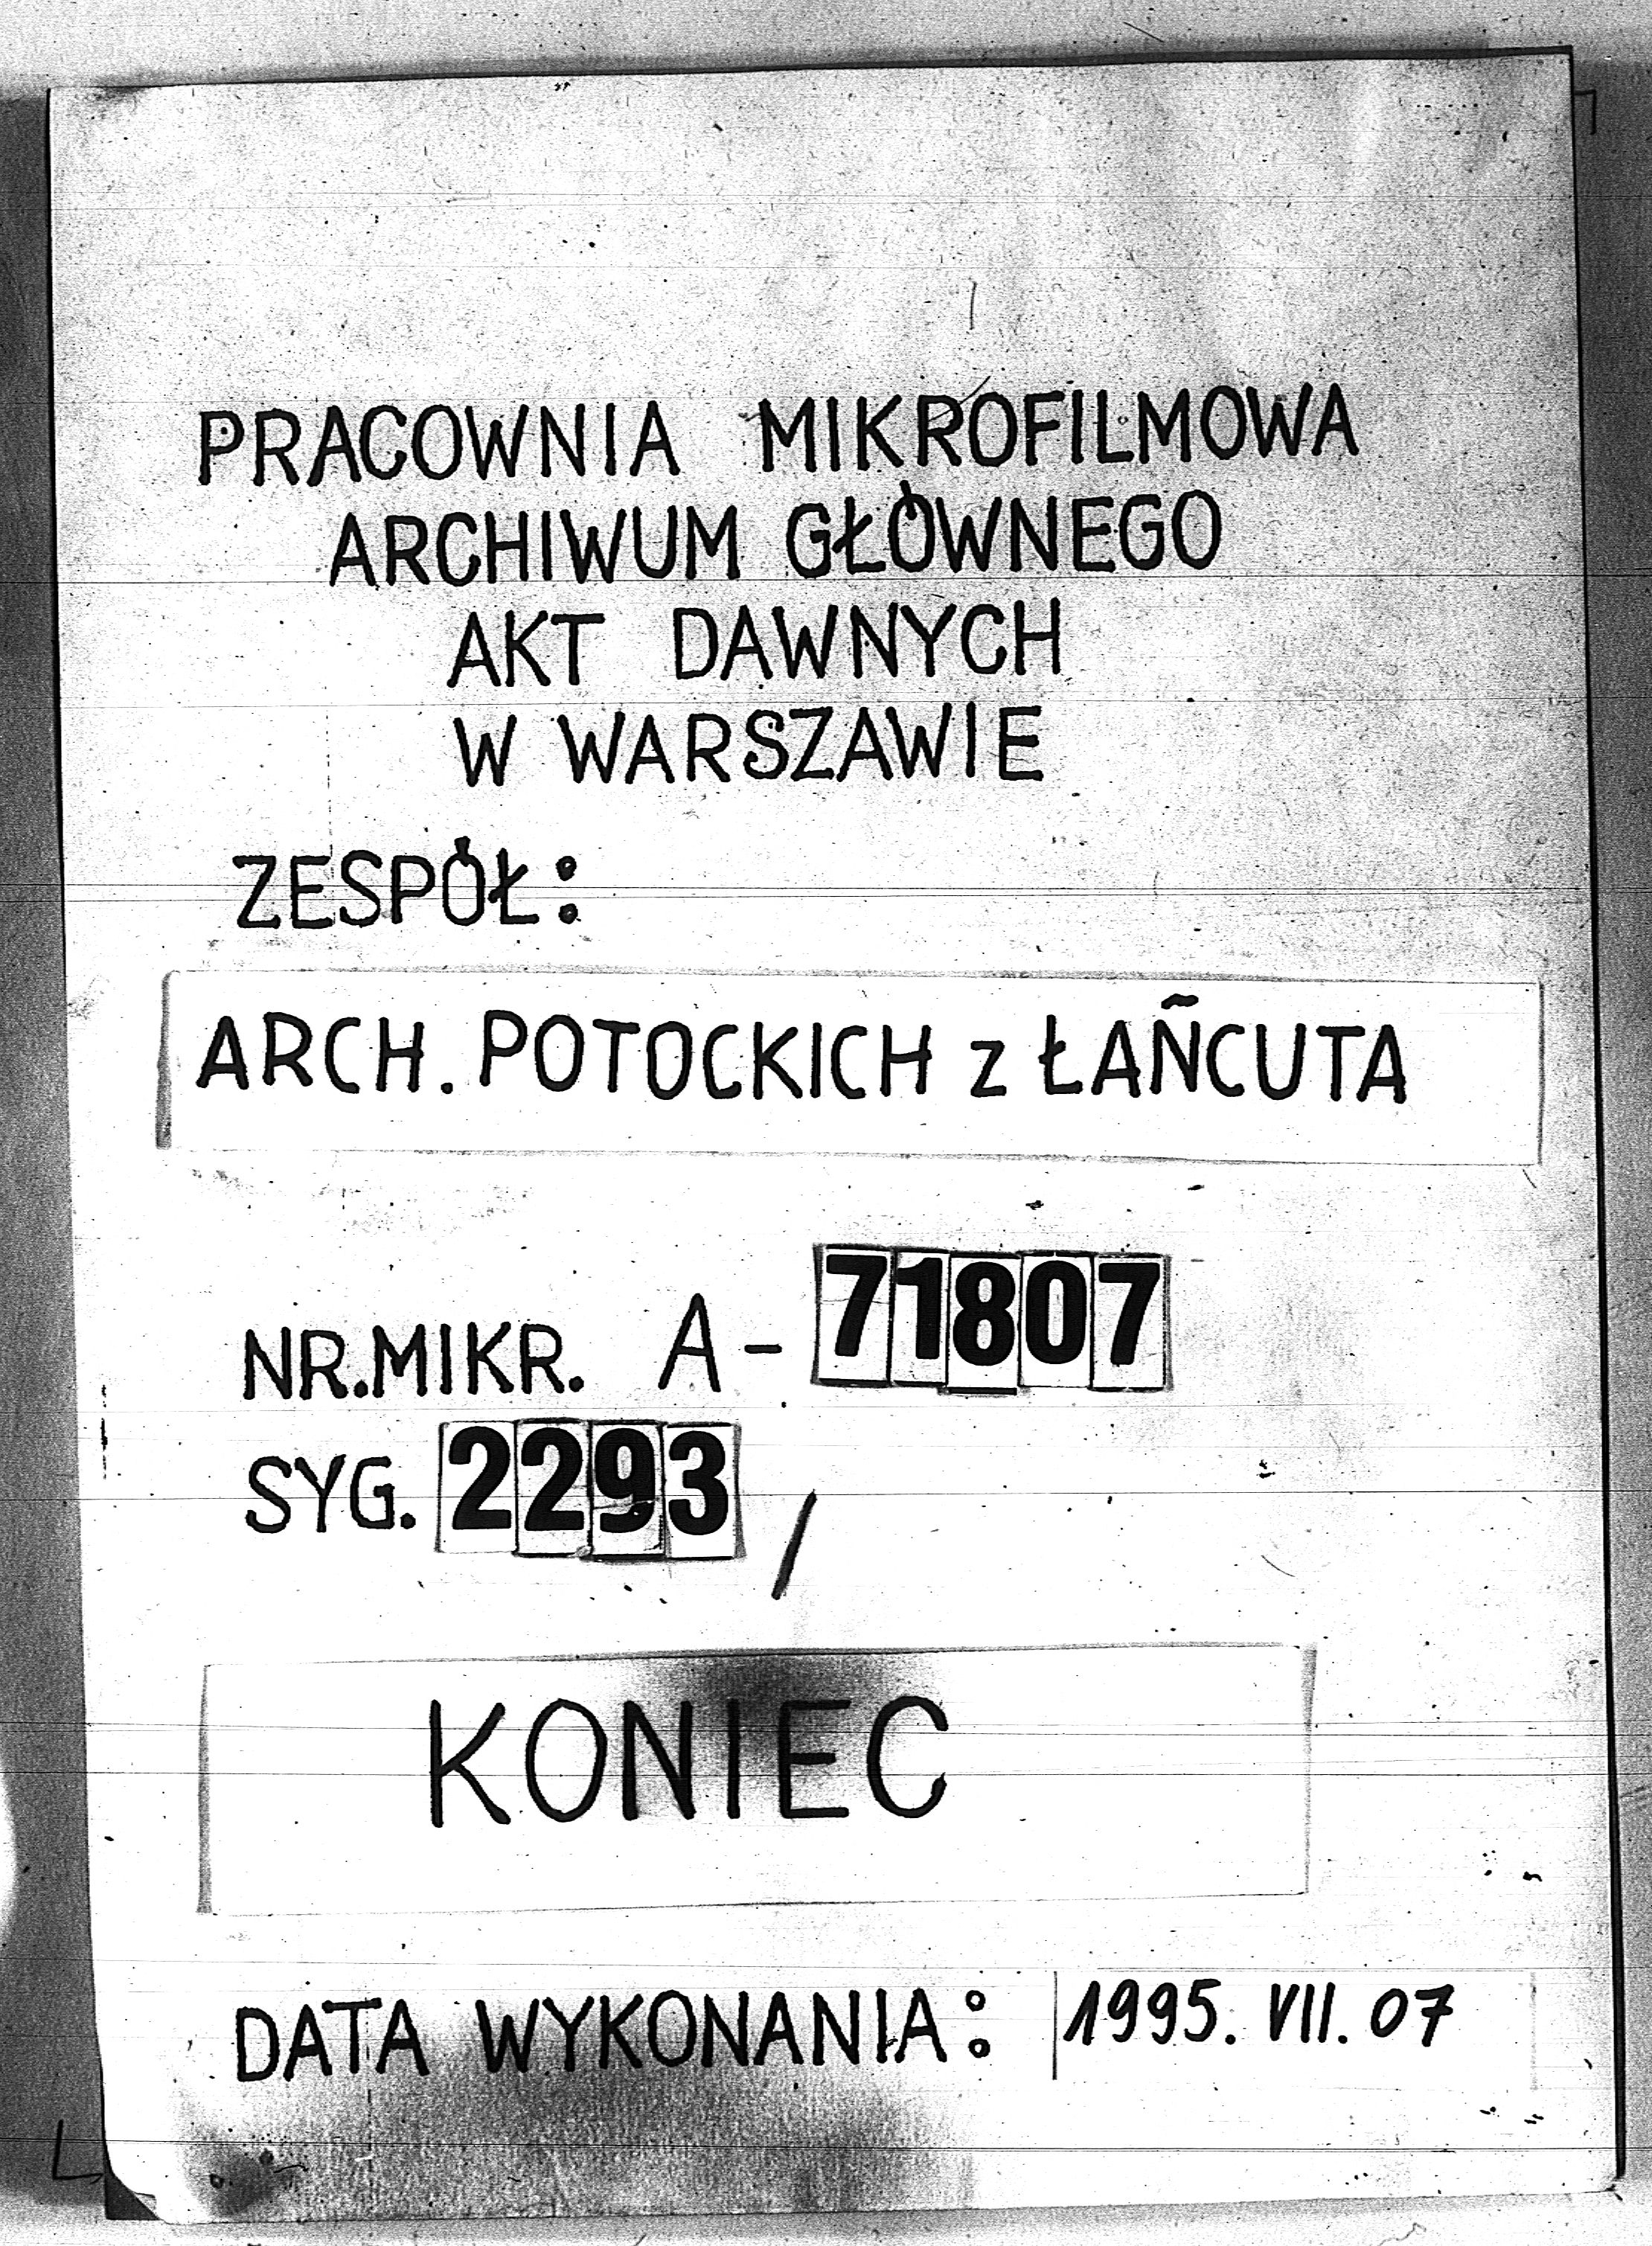 PRACOWNIA MIKROFILMOWA
ARCHIWUM GŁÓWNEGO
AKT DAWNYCH
W WARSZAWIE
ZESPÓŁ:
ARCH. POTOCKICH z ŁAŃCUTA
NR.MIKR. A-71807
SYG. 2293 /
KONIEC
DATA WYKONANIA: 1995. VII. 07